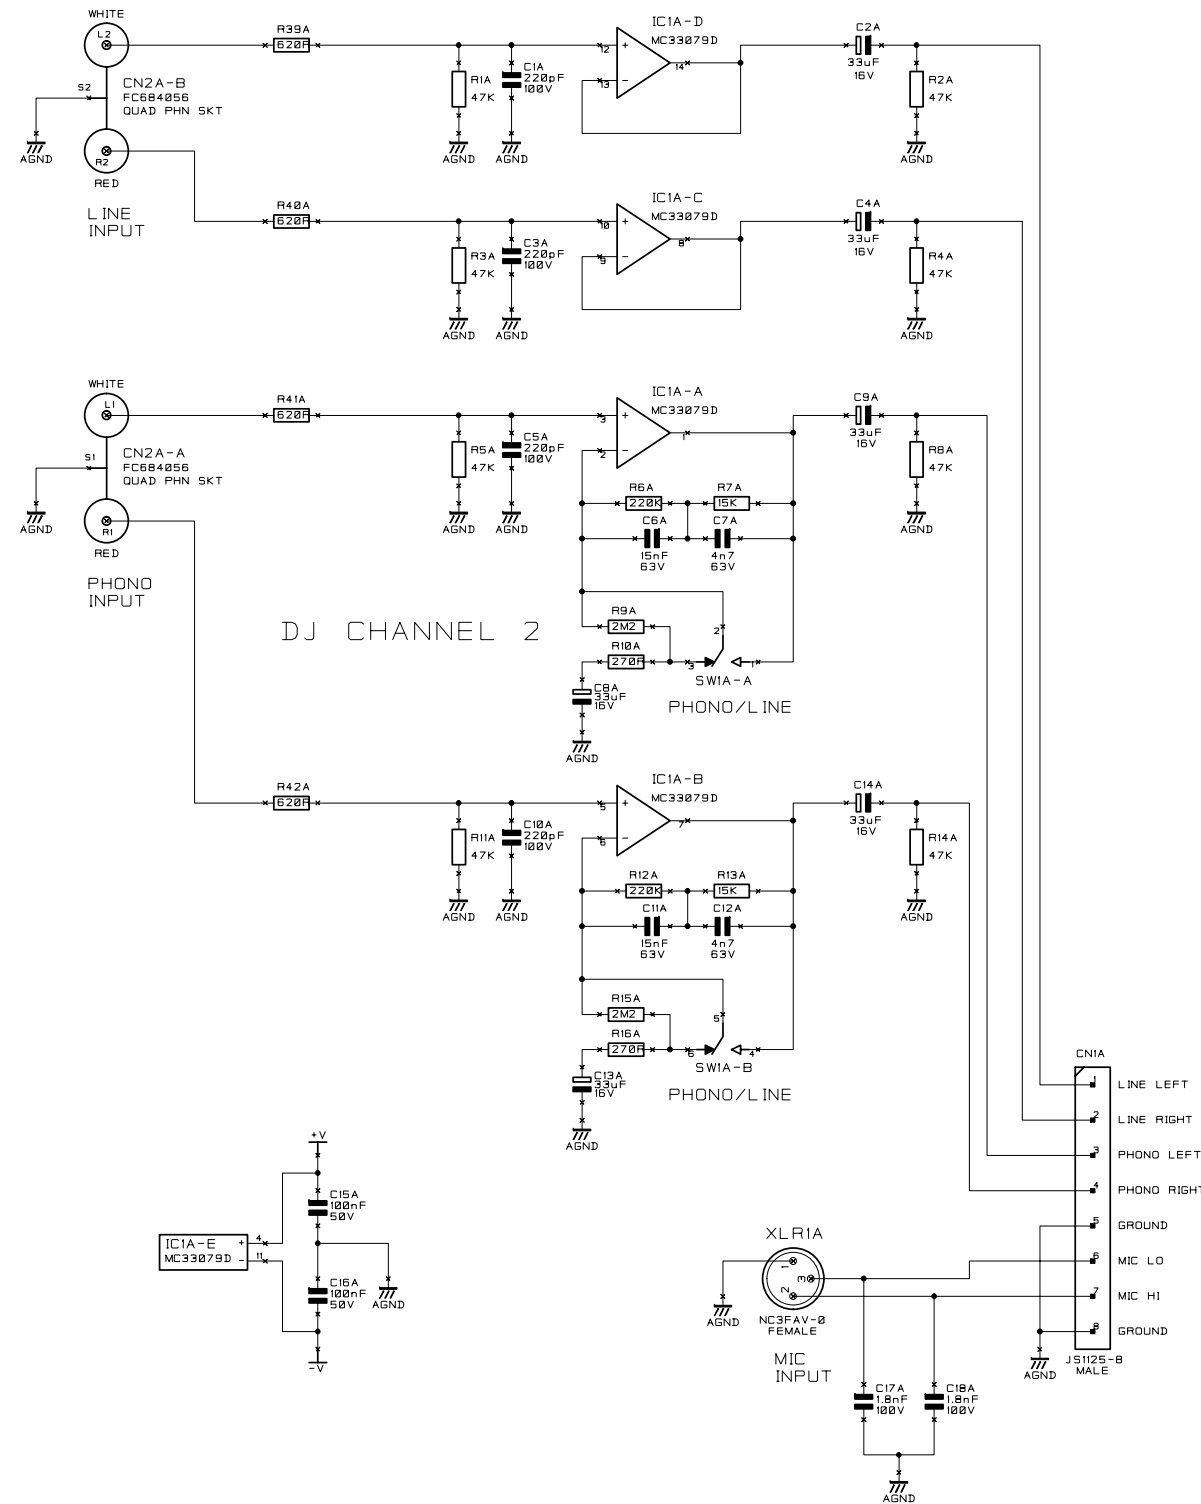 WHITE
L2
S2
CN2A-B
FC684056
QUAD PHN SKT
AGND
R2
RED
LINE
INPUT
R39A
620R
R1A
47K
AGND
C1A
220pF
100V
AGND
IC1A-D
MC33079D
12
+
13
-
14
C2A
33uF
16V
R2A
47K
AGND
R40A
620R
R3A
47K
AGND
C3A
220pF
100V
AGND
IC1A-C
MC33079D
10
+
9
-
8
C4A
33uF
16V
R4A
47K
AGND
WHITE
L1
S1
CN2A-A
FC684056
QUAD PHN SKT
AGND
R1
RED
PHONO
INPUT
R41A
620R
R5A
47K
AGND
C5A
220pF
100V
AGND
IC1A-A
MC33079D
3
+
2
-
1
R6A
220K
R7A
15K
C6A
15nF
63V
C7A
4n7
63V
C9A
33uF
16V
R8A
47K
AGND
DJ CHANNEL 2
R9A
2M2
R10A
270R
C8A
33uF
16V
AGND
2
3
1
SW1A-A
PHONO/LINE
R42A
620R
R11A
47K
AGND
C10A
220pF
100V
AGND
IC1A-B
MC33079D
5
+
6
-
7
R12A
220K
R13A
15K
C11A
15nF
63V
C12A
4n7
63V
C14A
33uF
16V
R14A
47K
AGND
R15A
2M2
R16A
270R
C13A
33uF
16V
AGND
5
6
4
SW1A-B
PHONO/LINE
+V
C15A
100nF
50V
IC1A-E
MC33079D
+
-
4
11
C16A
100nF
50V
AGND
-V
CN1A
1
LINE LEFT
2
LINE RIGHT
3
PHONO LEFT
4
PHONO RIGHT
5
GROUND
6
MIC LO
7
MIC HI
8
GROUND
JS1125-8
MALE
AGND
XLR1A
1
3
2
AGND
NC3FAV-0
FEMALE
MIC
INPUT
C17A
1.8nF
100V
C18A
1.8nF
100V
AGND